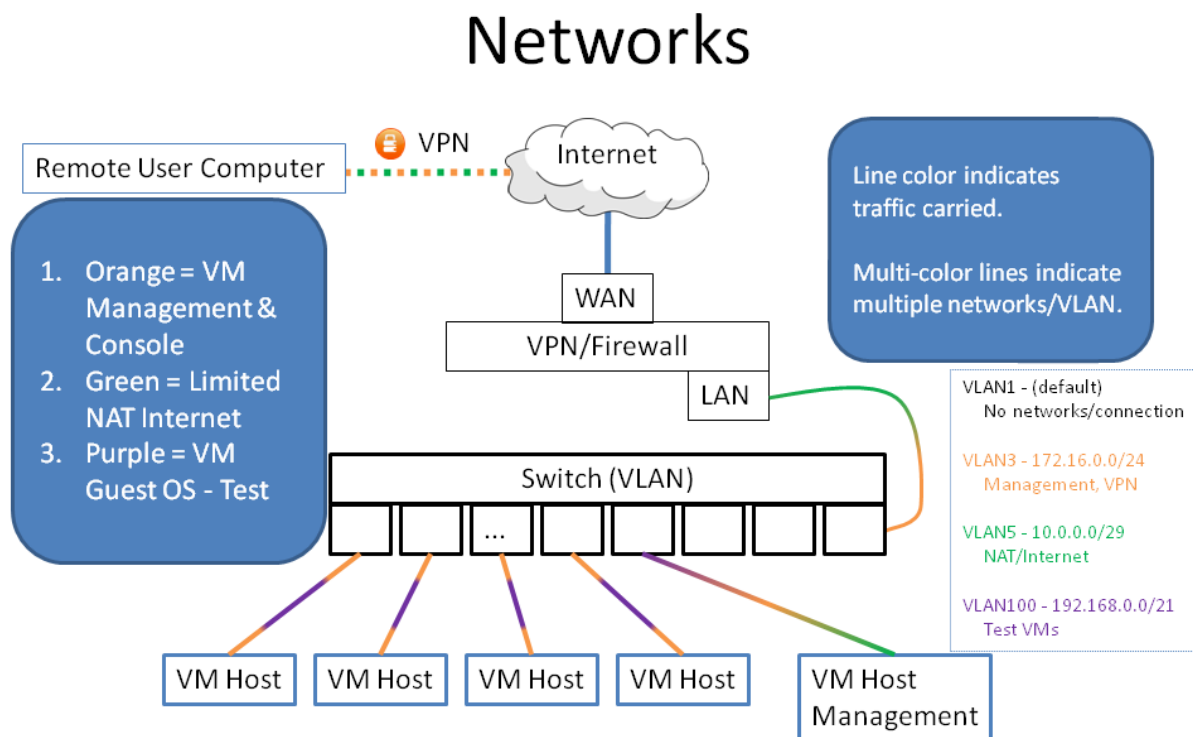 Networks
VPN
Internet
Remote User Computer
Line color indicates
traffic carried.
Multi-color lines indicate
multiple networks/VLAN.
1. Orange = VM
Management &
Console
2. Green = Limited
NAT Internet
3. Purple = VM
Guest OS - Test
WAN
VPN/Firewall
LAN
VLAN1 - (default)
No networks/connection
VLAN3 - 172.16.0.0/24
Management, VPN
VLAN5 - 10.0.0.0/29
NAT/Internet
VLAN100 - 192.168.0.0/21
Test VMs
Switch (VLAN)
...
VM Host
VM Host
VM Host
VM Host
VM Host
Management